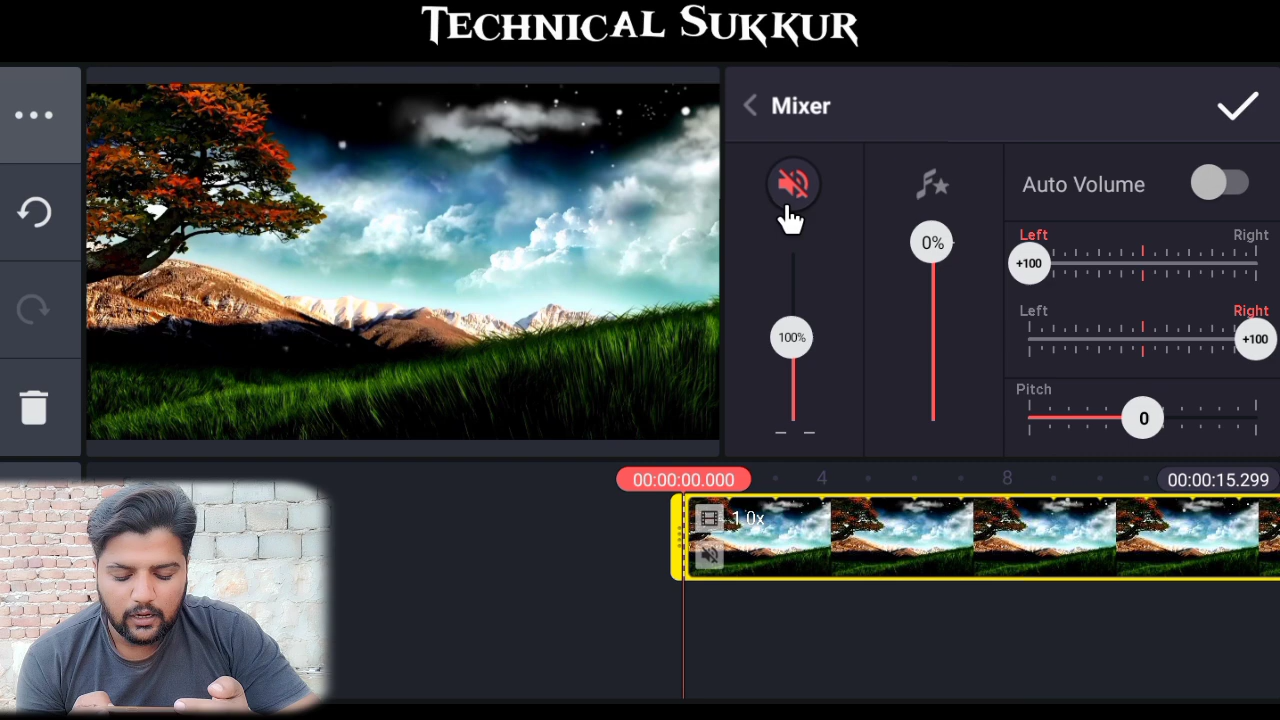 TECHNICAL SUKKUR
Mixer
Auto Volume
Left Right
+100
Left Right
+100
Pitch
0
0%
100%
00:00:00.000
4
8
00:00:15.299
1.0x